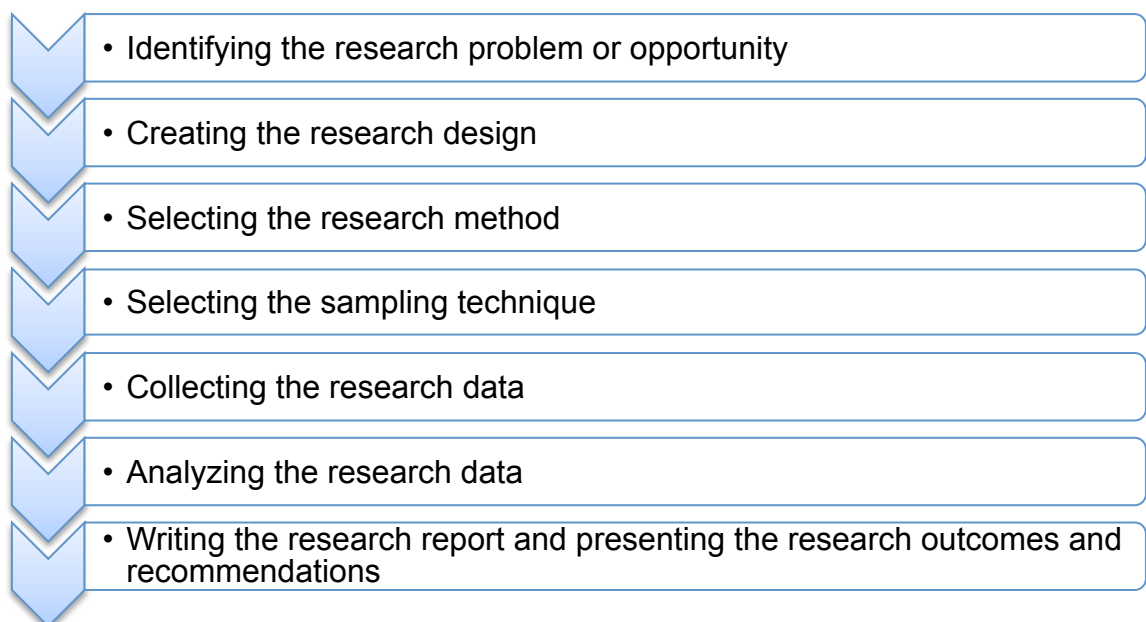 • Identifying the research problem or opportunity
• Creating the research design
• Selecting the research method
• Selecting the sampling technique
• Collecting the research data
• Analyzing the research data
• Writing the research report and presenting the research outcomes and
recommendations